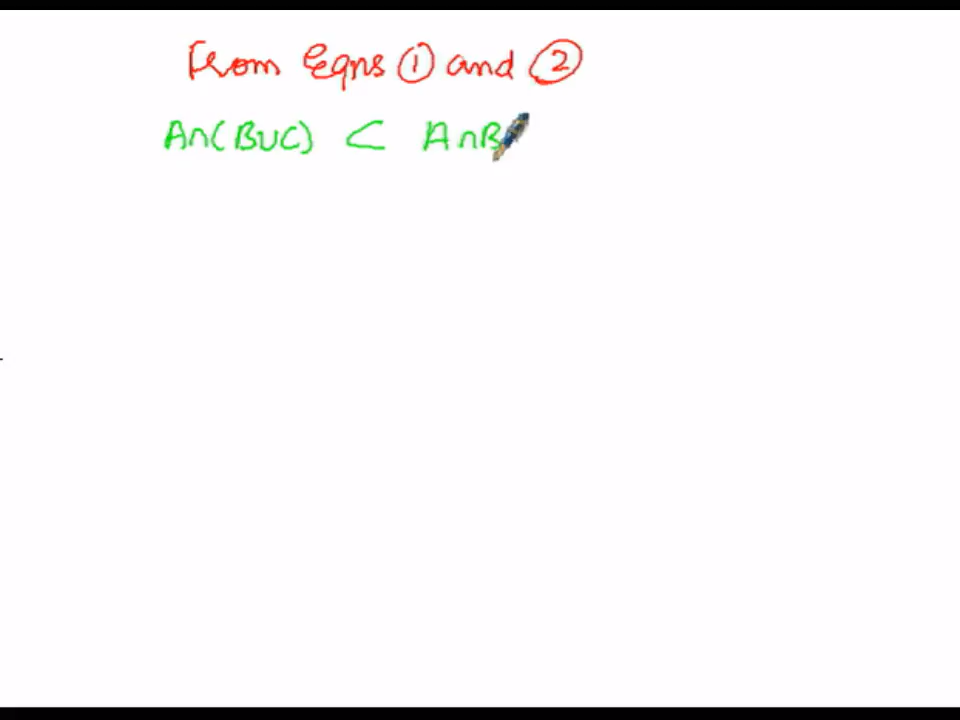 From Eqns ① and ②
A∩(B∪C) ⊂ A∩B